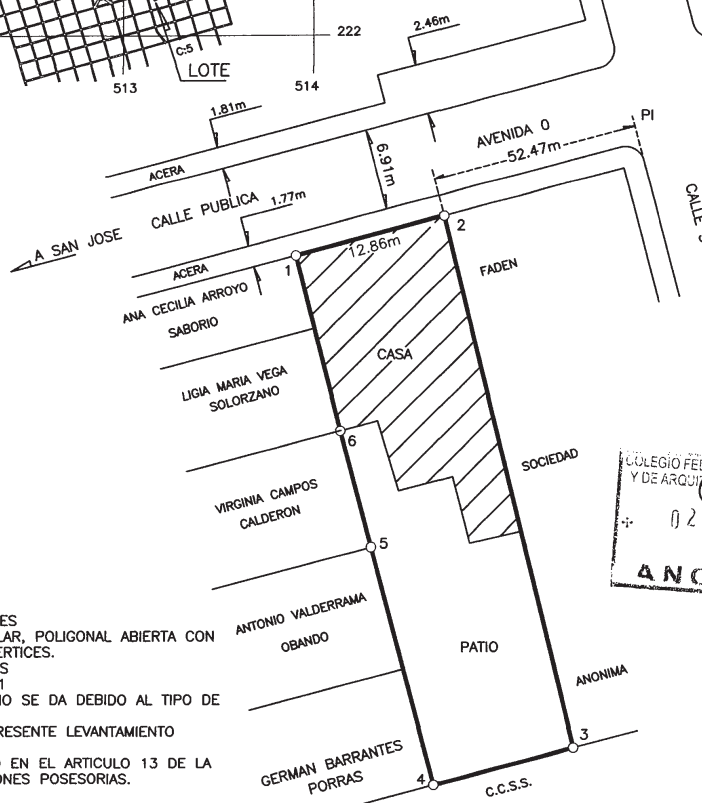 222
C:5
LOTE
513
514
2.46m
1.81m
ACERA
6.91m
AVENIDA 0
52.47m
PI
CALLE
CALLE PUBLICA
1.77m
A SAN JOSE
ACERA
1
12.86m
2
FADEN
ANA CECILIA ARROYO
SABORIO
CASA
LIGIA MARIA VEGA
SOLORZANO
6
SOCIEDAD
VIRGINIA CAMPOS
CALDERON
5
ANTONIO VALDERRAMA
OBANDO
PATIO
ANONIMA
3
GERMAN BARRANTES
PORRAS
4
C.C.S.S.
COLEGIO FE
Y DE ARQUI
02
ANC
ES
LAR, POLIGONAL ABIERTA CON
ERTICES.
S
1
IO SE DA DEBIDO AL TIPO DE
RESENTE LEVANTAMIENTO
O EN EL ARTICULO 13 DE LA
ONES POSESORIAS.